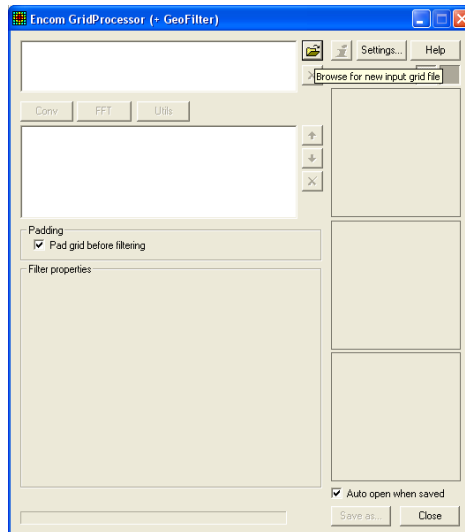 Encom GridProcessor (+ GeoFilter)
Settings... Help
Browse for new input grid file
Conv FFT Utils
Padding
Pad grid before filtering
Filter properties
Auto open when saved
Save as... Close